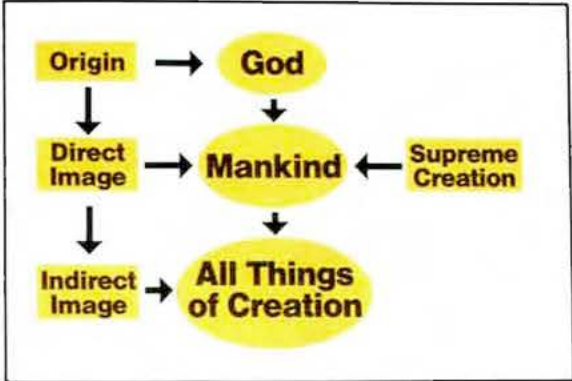 Origin
God
Direct
Image
Mankind
Supreme
Creation
Indirect
Image
All Things
of Creation